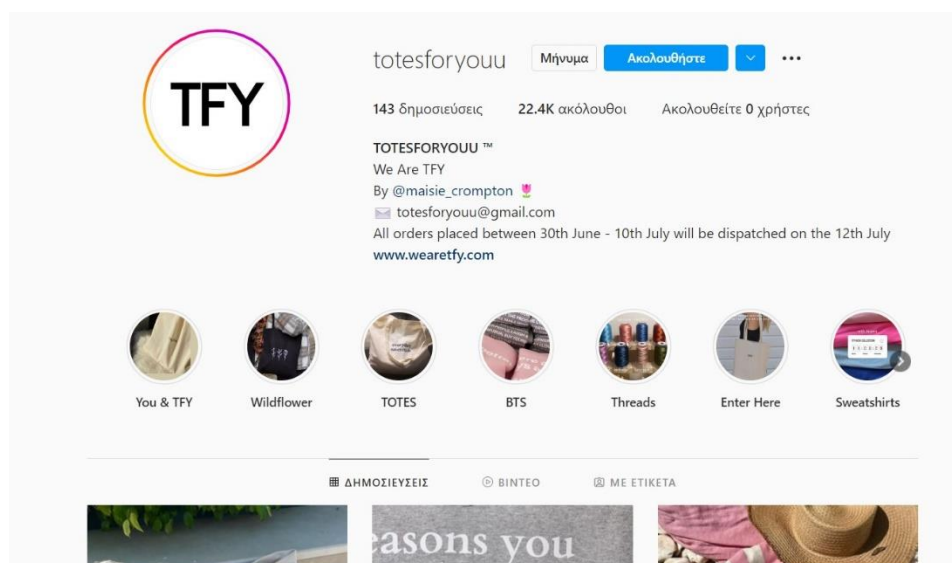 TFY
totesforyouu Μήνυμα Ακολουθήστε
143 δημοσιεύσεις 22.4K ακόλουθοι Ακολουθείτε 0 χρήστες
TOTESFORYOUU ™
We Are TFY
By @maisie_crompton
totesforyouu@gmail.com
All orders placed between 30th June - 10th July will be dispatched on the 12th July
www.wearetfy.com
You & TFY Wildflower TOTES BTS Threads Enter Here Sweatshirts
ΔΗΜΟΣΙΕΥΣΕΙΣ ΒΙΝΤΕΟ ΜΕ ΕΤΙΚΕΤΑ
easons you